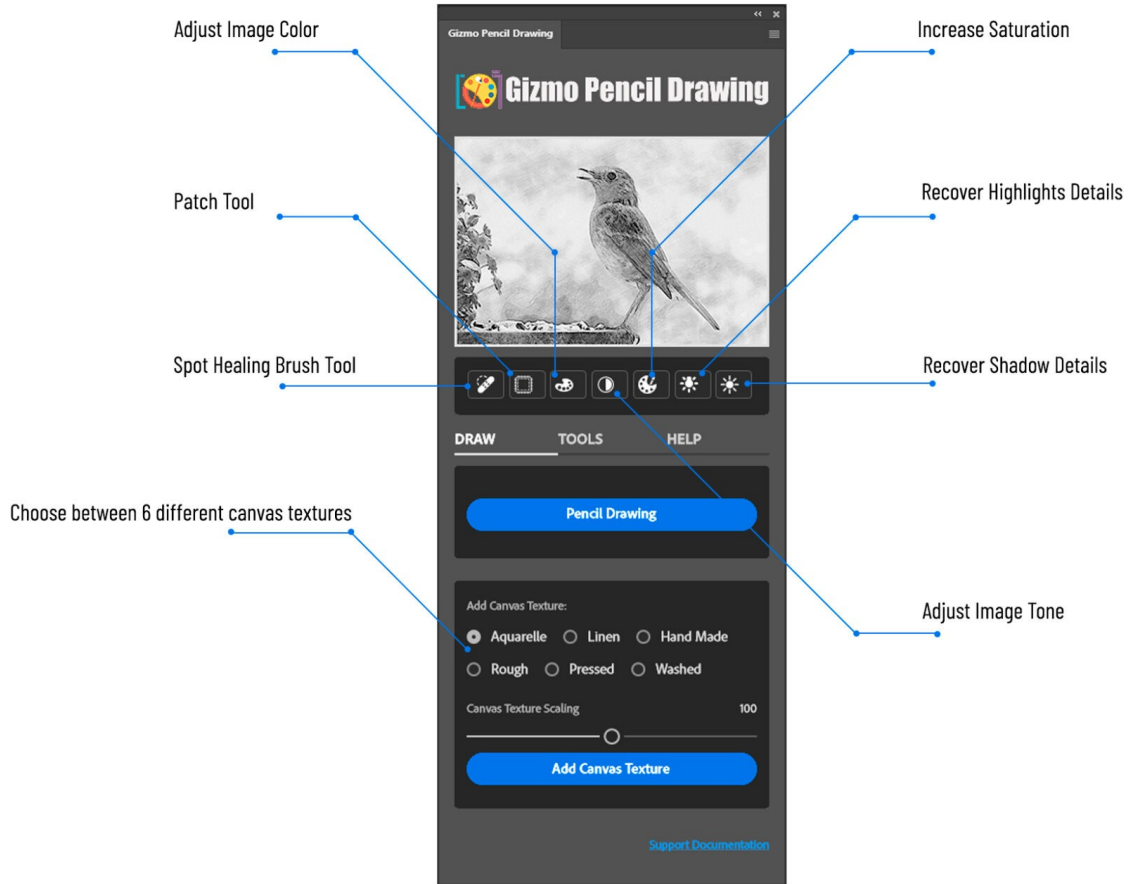 Adjust Image Color
Increase Saturation
Gizmo Pencil Drawing
Gizmo Pencil Drawing
Patch Tool
Recover Highlights Details
Spot Healing Brush Tool
Recover Shadow Details
DRAW TOOLS HELP
Pencil Drawing
Choose between 6 different canvas textures
Add Canvas Texture:
Adjust Image Tone
Aquarelle Linen Hand Made
Rough Pressed Washed
Canvas Texture Scaling 100
Add Canvas Texture
Support Documentation